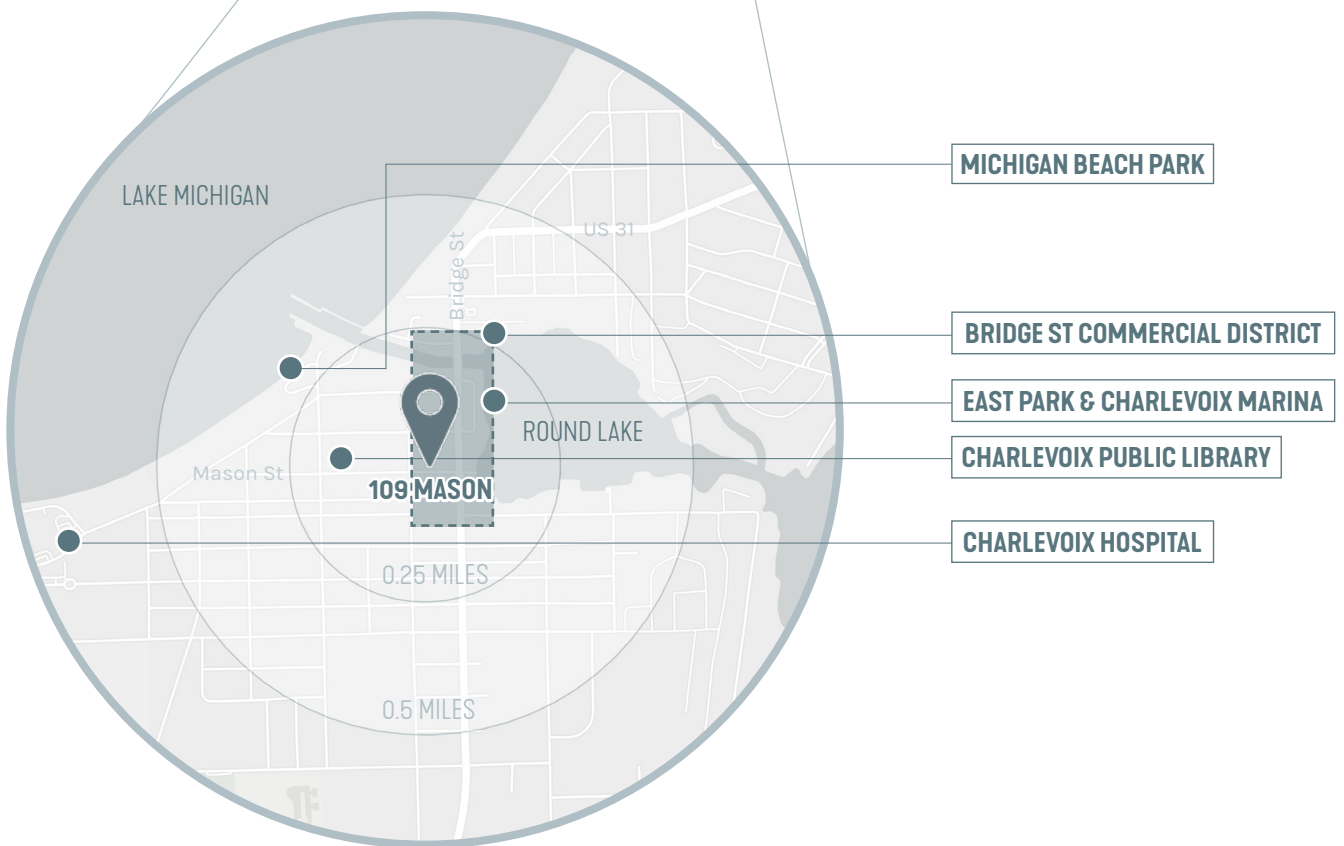 MICHIGAN BEACH PARK
LAKE MICHIGAN
US 31
Bridge St
BRIDGE ST COMMERCIAL DISTRICT
EAST PARK & CHARLEVOIX MARINA
ROUND LAKE
CHARLEVOIX PUBLIC LIBRARY
Mason St
109 MASON
CHARLEVOIX HOSPITAL
0.25 MILES
0.5 MILES